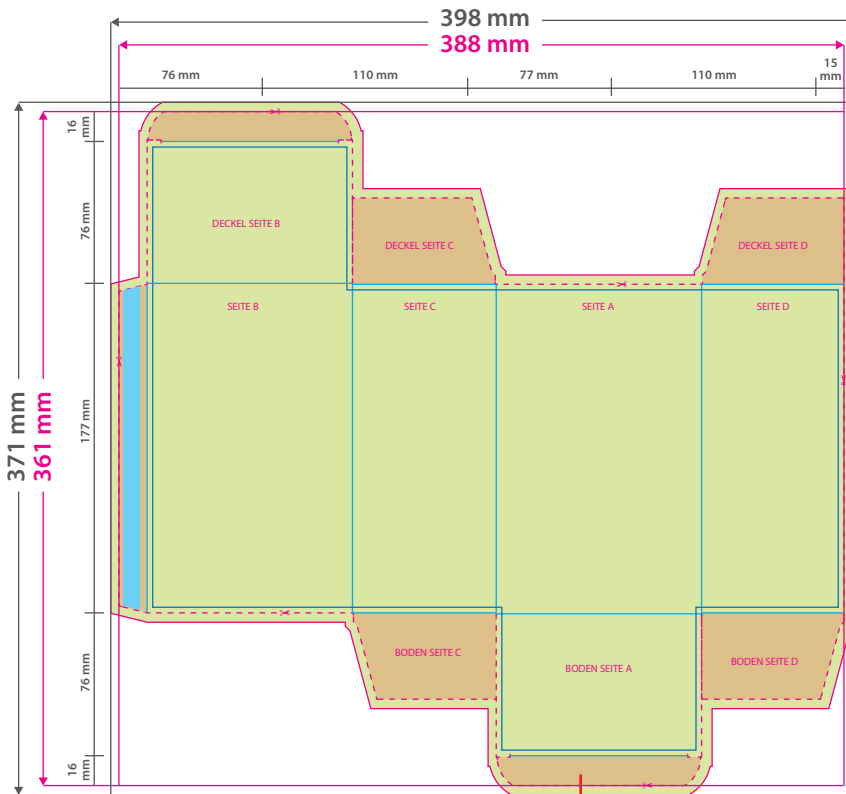 398 mm
388 mm
76 mm
110 mm
77 mm
110 mm
15
mm
16
mm
DECKEL SEITE B
DECKEL SEITE C
DECKEL SEITE D
76 mm
SEITE B
SEITE C
SEITE A
SEITE D
371 mm
361 mm
177 mm
BODEN SEITE C
BODEN SEITE A
BODEN SEITE D
76 mm
16
mm